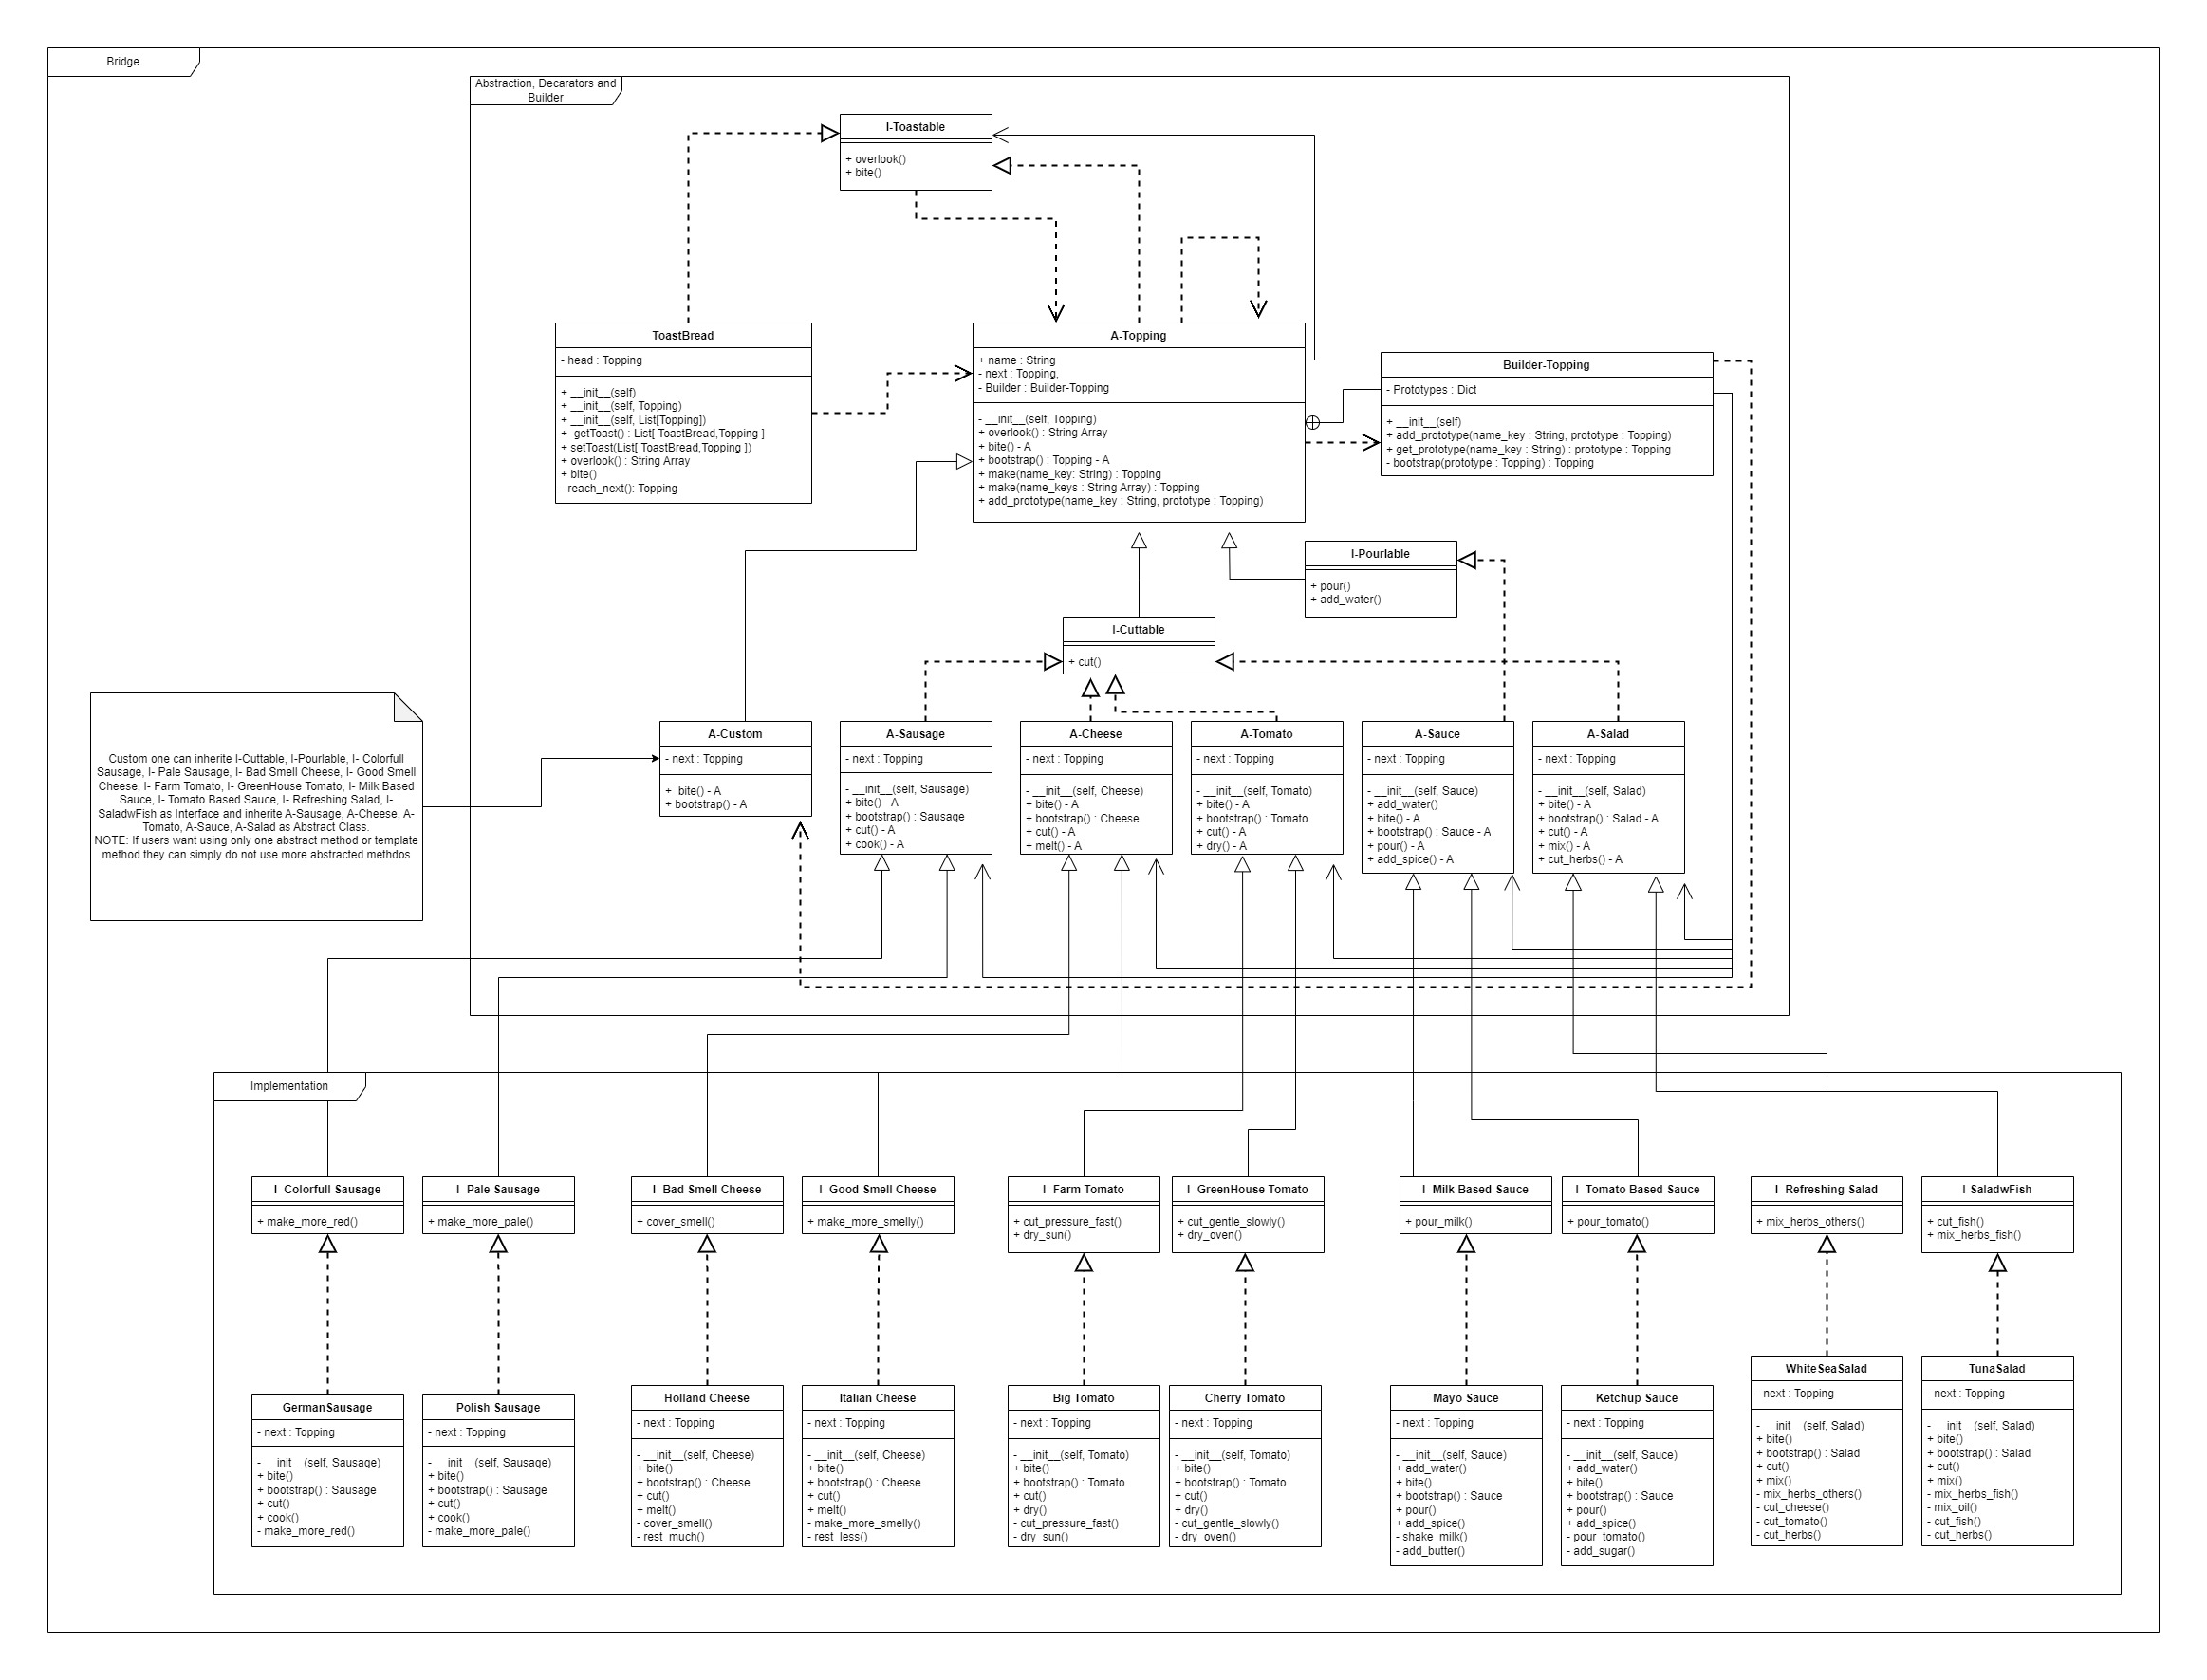 Bridge
Abstraction, Decarators and
Builder
I-Toastable
+ overlook()
+ bite()
ToastBread
- head : Topping
+ __init__(self)
+ __init__(self, Topping)
+ __init__(self, List[Topping])
+  getToast() : List[ ToastBread,Topping ]
+ setToast(List[ ToastBread,Topping ])
+ overlook() : String Array
+ bite()
- reach_next(): Topping
A-Topping
+ name : String
- next : Topping,
- Builder : Builder-Topping
- __init__(self, Topping)
+ overlook() : String Array
+ bite() - A
+ bootstrap() : Topping - A
+ make(name_key: String) : Topping
+ make(name_keys : String Array) : Topping
+ add_prototype(name_key : String, prototype : Topping)
Builder-Topping
- Prototypes : Dict
+ __init__(self)
+ add_prototype(name_key : String, prototype : Topping)
+ get_prototype(name_key : String) : prototype : Topping
- bootstrap(prototype : Topping) : Topping
I-Pourlable
+ pour()
+ add_water()
I-Cuttable
+ cut()
Custom one can inherite I-Cuttable, I-Pourlable, I- Colorfull
Sausage, I- Pale Sausage, I- Bad Smell Cheese, I- Good Smell
Cheese, I- Farm Tomato, I- GreenHouse Tomato, I- Milk Based
Sauce, I- Tomato Based Sauce, I- Refreshing Salad, I-
SaladwFish as Interface and inherite A-Sausage, A-Cheese, A-
Tomato, A-Sauce, A-Salad as Abstract Class.
NOTE: If users want using only one abstract method or template
method they can simply do not use more abstracted methdos
A-Custom
- next : Topping
+  bite() - A
+ bootstrap() - A
A-Sausage
- next : Topping
- __init__(self, Sausage)
+ bite() - A
+ bootstrap() : Sausage
+ cut() - A
+ cook() - A
A-Cheese
- next : Topping
- __init__(self, Cheese)
+ bite() - A
+ bootstrap() : Cheese
+ cut() - A
+ melt() - A
A-Tomato
- next : Topping
- __init__(self, Tomato)
+ bite() - A
+ bootstrap() : Tomato
+ cut() - A
+ dry() - A
A-Sauce
- next : Topping
- __init__(self, Sauce)
+ add_water()
+ bite() - A
+ bootstrap() : Sauce - A
+ pour() - A
+ add_spice() - A
A-Salad
- next : Topping
- __init__(self, Salad)
+ bite() - A
+ bootstrap() : Salad - A
+ cut() - A
+ mix() - A
+ cut_herbs() - A
Implementation
I- Colorfull Sausage
+ make_more_red()
I- Pale Sausage
+ make_more_pale()
I- Bad Smell Cheese
+ cover_smell()
I- Good Smell Cheese
+ make_more_smelly()
I- Farm Tomato
+ cut_pressure_fast()
+ dry_sun()
I- GreenHouse Tomato
+ cut_gentle_slowly()
+ dry_oven()
I- Milk Based Sauce
+ pour_milk()
I- Tomato Based Sauce
+ pour_tomato()
I- Refreshing Salad
+ mix_herbs_others()
I-SaladwFish
+ cut_fish()
+ mix_herbs_fish()
GermanSausage
- next : Topping
- __init__(self, Sausage)
+ bite()
+ bootstrap() : Sausage
+ cut()
+ cook()
- make_more_red()
Polish Sausage
- next : Topping
- __init__(self, Sausage)
+ bite()
+ bootstrap() : Sausage
+ cut()
+ cook()
- make_more_pale()
Holland Cheese
- next : Topping
- __init__(self, Cheese)
+ bite()
+ bootstrap() : Cheese
+ cut()
+ melt()
- cover_smell()
- rest_much()
Italian Cheese
- next : Topping
- __init__(self, Cheese)
+ bite()
+ bootstrap() : Cheese
+ cut()
+ melt()
- make_more_smelly()
- rest_less()
Big Tomato
- next : Topping
- __init__(self, Tomato)
+ bite()
+ bootstrap() : Tomato
+ cut()
+ dry()
- cut_pressure_fast()
- dry_sun()
Cherry Tomato
- next : Topping
- __init__(self, Tomato)
+ bite()
+ bootstrap() : Tomato
+ cut()
+ dry()
- cut_gentle_slowly()
- dry_oven()
Mayo Sauce
- next : Topping
- __init__(self, Sauce)
+ add_water()
+ bite()
+ bootstrap() : Sauce
+ pour()
+ add_spice()
- shake_milk()
- add_butter()
Ketchup Sauce
- next : Topping
- __init__(self, Sauce)
+ add_water()
+ bite()
+ bootstrap() : Sauce
+ pour()
+ add_spice()
- pour_tomato()
- add_sugar()
WhiteSeaSalad
- next : Topping
- __init__(self, Salad)
+ bite()
+ bootstrap() : Salad
+ cut()
+ mix()
- mix_herbs_others()
- cut_cheese()
- cut_tomato()
- cut_herbs()
TunaSalad
- next : Topping
- __init__(self, Salad)
+ bite()
+ bootstrap() : Salad
+ cut()
+ mix()
- mix_herbs_fish()
- mix_oil()
- cut_fish()
- cut_herbs()